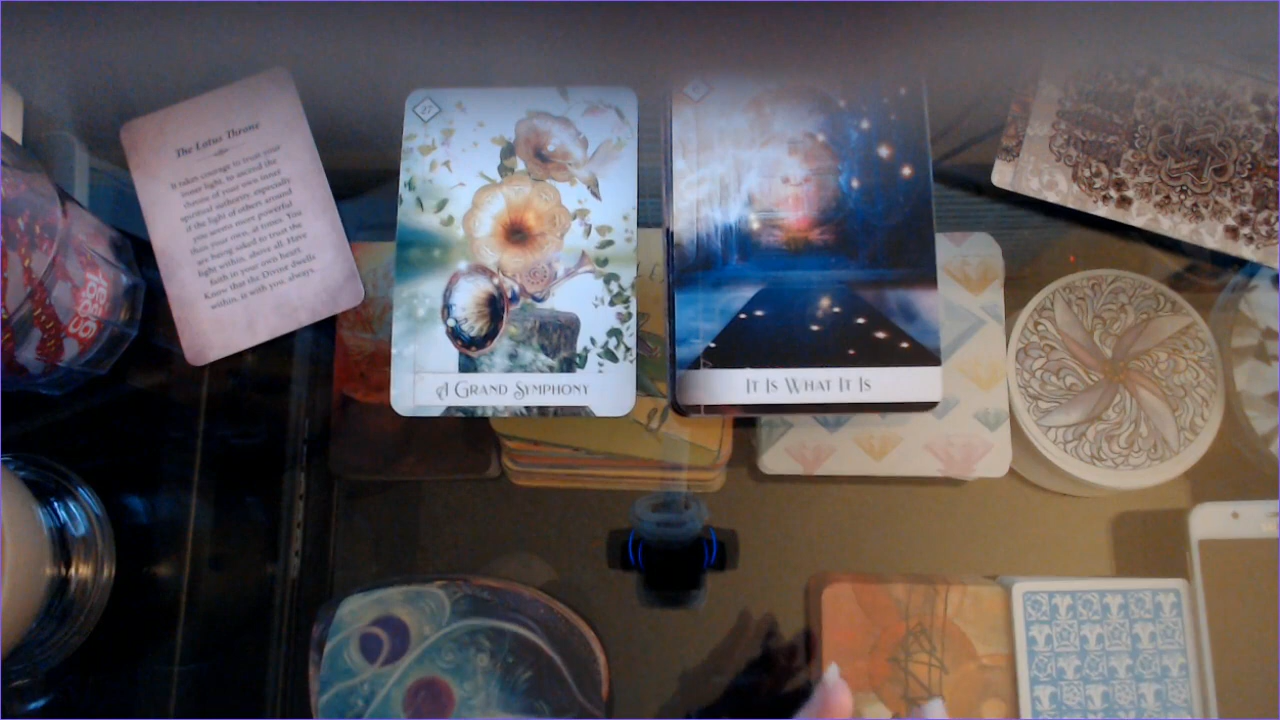 The Lotus Throne
It takes courage to trust your
inner light, to ascend the
throne of your own inner
spiritual authority, especially
if the light of others around
you seems more powerful
than your own, at times. You
are being asked to trust the
light within, above all. Have
faith in your own heart.
Know that the Divine dwells
within, is with you, always.
27
A GRAND SYMPHONY
IT IS WHAT IT IS